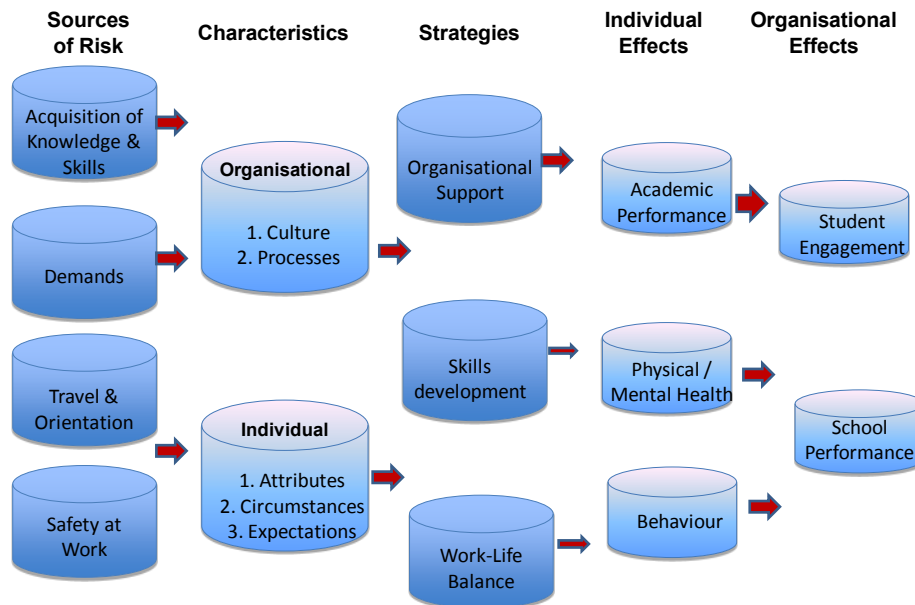 Sources
of Risk
Characteristics
Strategies
Individual
Effects
Organisational
Effects
Acquisition of
Knowledge &
Skills
Demands
Travel &
Orientation
Safety at
Work
Organisational
1. Culture
2. Processes
Individual
1. Attributes
2. Circumstances
3. Expectations
Organisational
Support
Skills
development
Work-Life
Balance
Academic
Performance
Physical /
Mental Health
Behaviour
Student
Engagement
School
Performance